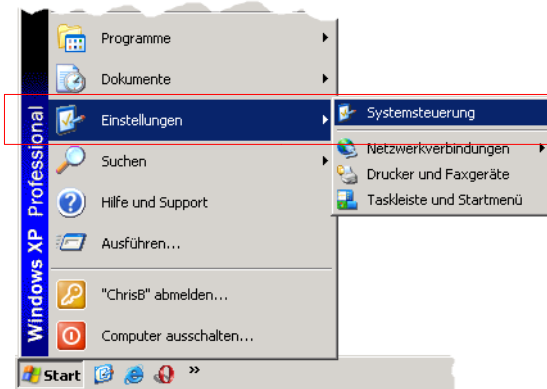 Programme
Dokumente
Einstellungen
Systemsteuerung
Netzwerkverbindungen
Suchen
Drucker und Faxgeräte
Hilfe und Support
Taskleiste und Startmenü
Ausführen...
"ChrisB" abmelden...
Computer ausschalten...
Windows XP Professional
Start »